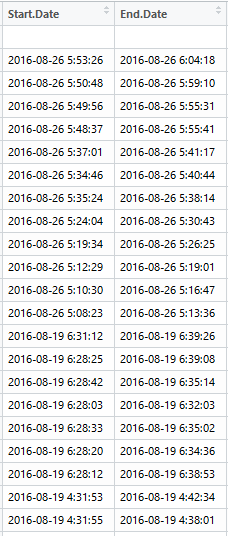 Start.Date End.Date
2016-08-26 5:53:26 2016-08-26 6:04:18
2016-08-26 5:50:48 2016-08-26 5:59:10
2016-08-26 5:49:56 2016-08-26 5:55:31
2016-08-26 5:48:37 2016-08-26 5:55:41
2016-08-26 5:37:01 2016-08-26 5:41:17
2016-08-26 5:34:46 2016-08-26 5:40:44
2016-08-26 5:35:24 2016-08-26 5:38:14
2016-08-26 5:24:04 2016-08-26 5:30:43
2016-08-26 5:19:34 2016-08-26 5:26:25
2016-08-26 5:12:29 2016-08-26 5:19:01
2016-08-26 5:10:30 2016-08-26 5:16:47
2016-08-26 5:08:23 2016-08-26 5:13:36
2016-08-19 6:31:12 2016-08-19 6:39:26
2016-08-19 6:28:25 2016-08-19 6:39:08
2016-08-19 6:28:42 2016-08-19 6:35:14
2016-08-19 6:28:03 2016-08-19 6:32:03
2016-08-19 6:28:33 2016-08-19 6:35:02
2016-08-19 6:28:20 2016-08-19 6:34:36
2016-08-19 6:28:12 2016-08-19 6:38:53
2016-08-19 4:31:53 2016-08-19 4:42:34
2016-08-19 4:31:55 2016-08-19 4:38:01